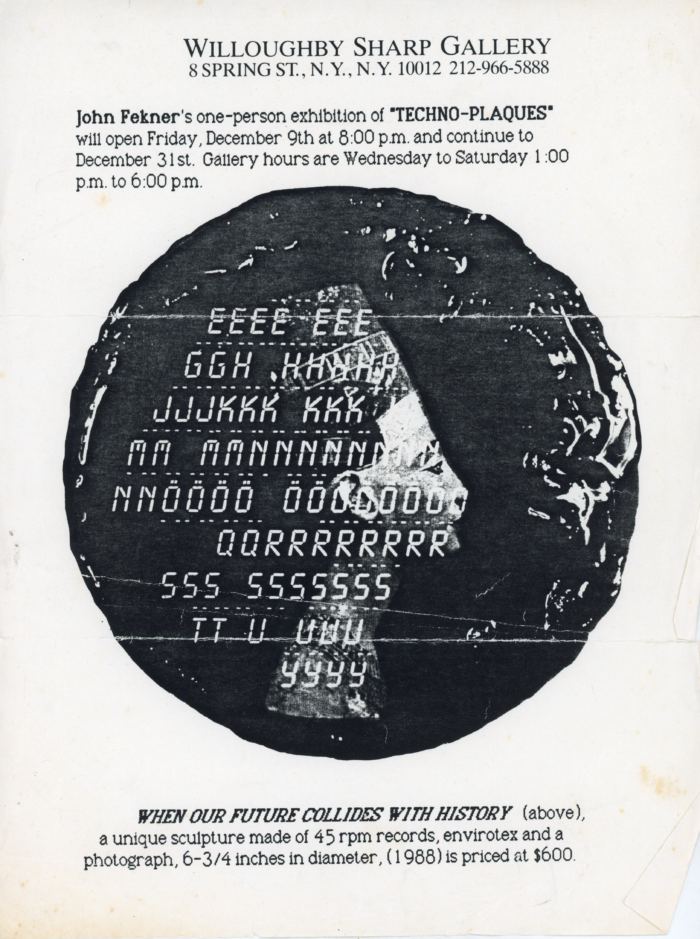 WILLOUGHBY SHARP GALLERY
8 SPRING ST., N.Y., N.Y. 10012 212-966-5888
John Fekner's one-person exhibition of "TECHNO-PLAQUES"
will open Friday, December 9th at 8:00 p.m. and continue to
December 31st. Gallery hours are Wednesday to Saturday 1:00
p.m. to 6:00 p.m.
EEEE EEE
GGH HHHHH
JJJKKK KKK
MM MMNNNNNNNNN
NNÖÖÖÖ ÖÖOOOOOO
QQRRRRRRRRR
SSS SSSSSSS
TT U UUU
YYYY
WHEN OUR FUTURE COLLIDES WITH HISTORY (above),
a unique sculpture made of 45 rpm records, envirotex and a
photograph, 6-3/4 inches in diameter, (1988) is priced at $600.